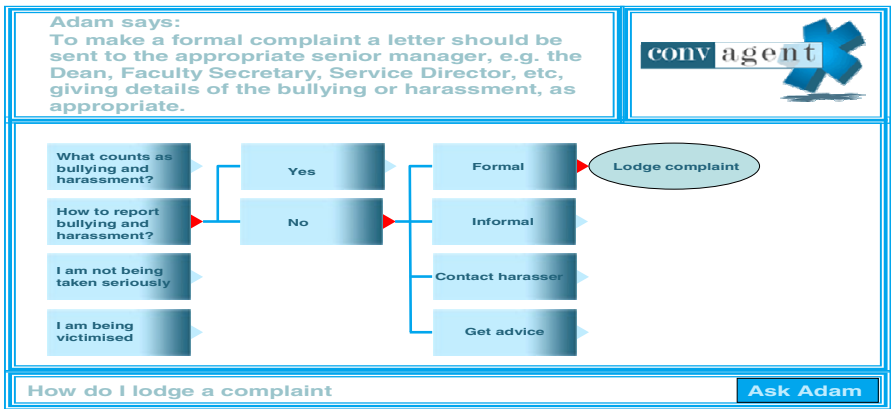 Adam says:
To make a formal complaint a letter should be
sent to the appropriate senior manager, e.g. the
Dean, Faculty Secretary, Service Director, etc,
giving details of the bullying or harassment, as
appropriate.
conv agent
What counts as
bullying and
harassment?
Yes
Formal
Lodge complaint
How to report
bullying and
harassment?
No
Informal
I am not being
taken seriously
Contact harasser
I am being
victimised
Get advice
How do I lodge a complaint
Ask Adam